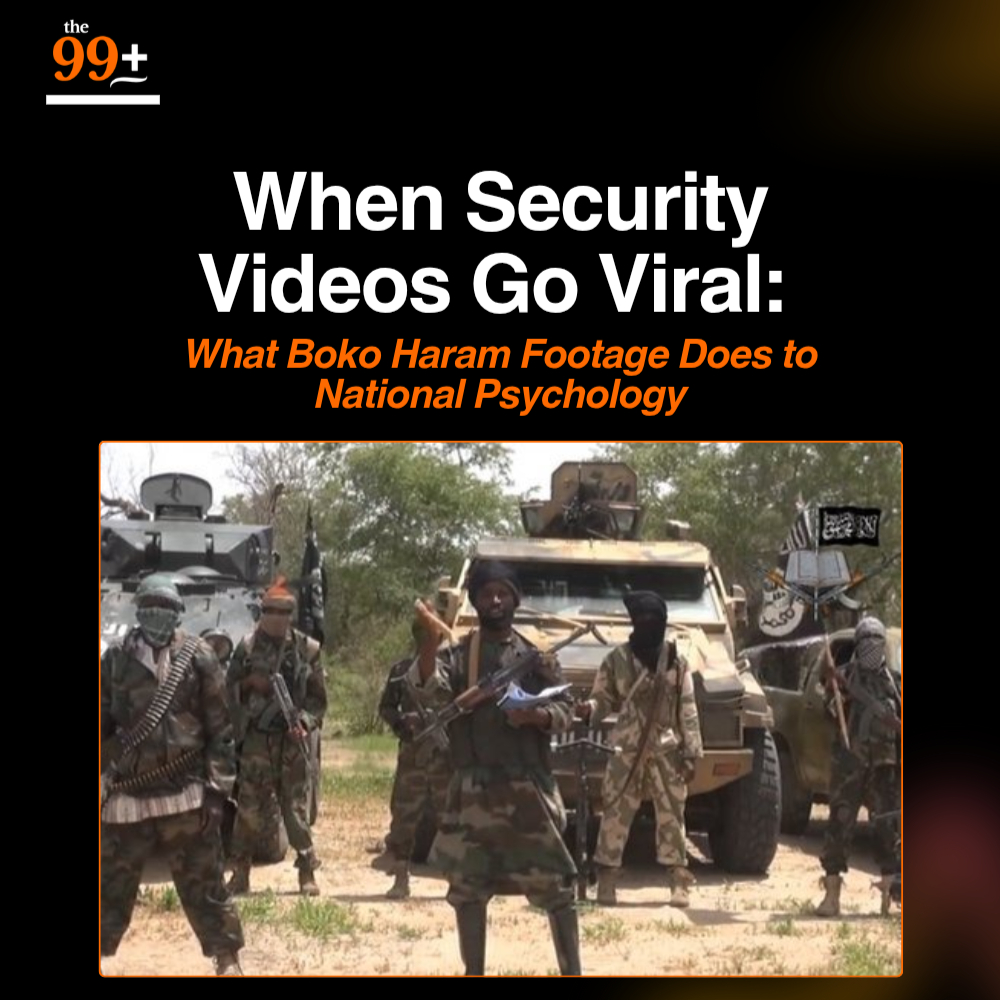 the
99+
When Security
Videos Go Viral:
What Boko Haram Footage Does to
National Psychology